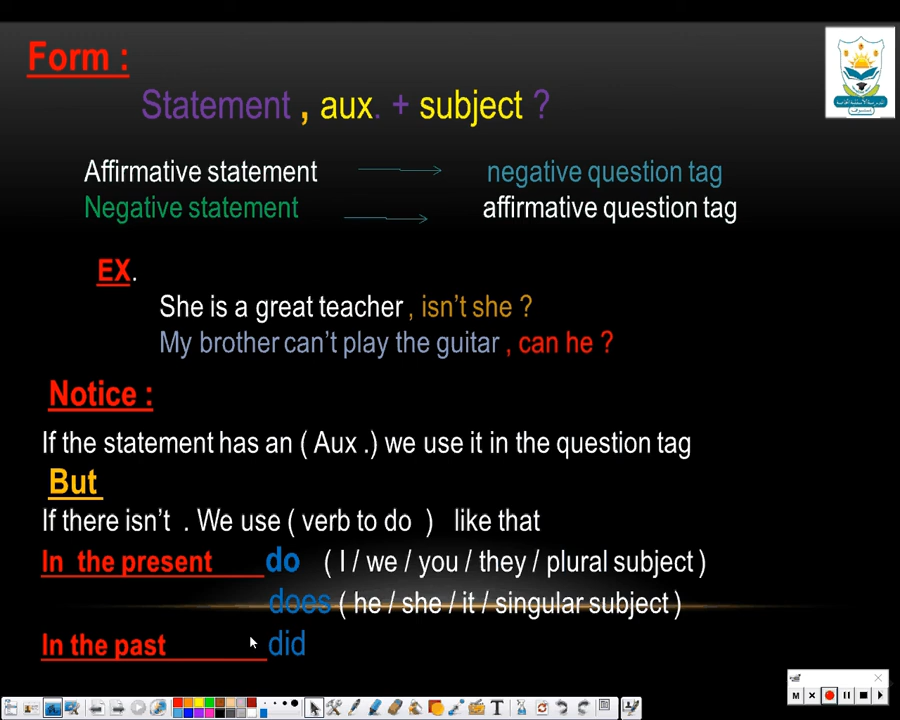 Form :
Statement , aux. + subject ?
Affirmative statement negative question tag
Negative statement affirmative question tag
EX.
She is a great teacher , isn't she ?
My brother can't play the guitar , can he ?
Notice :
If the statement has an ( Aux .) we use it in the question tag
But
If there isn't . We use ( verb to do ) like that
In the present do ( I / we / you / they / plural subject )
does ( he / she / it / singular subject )
In the past did
M